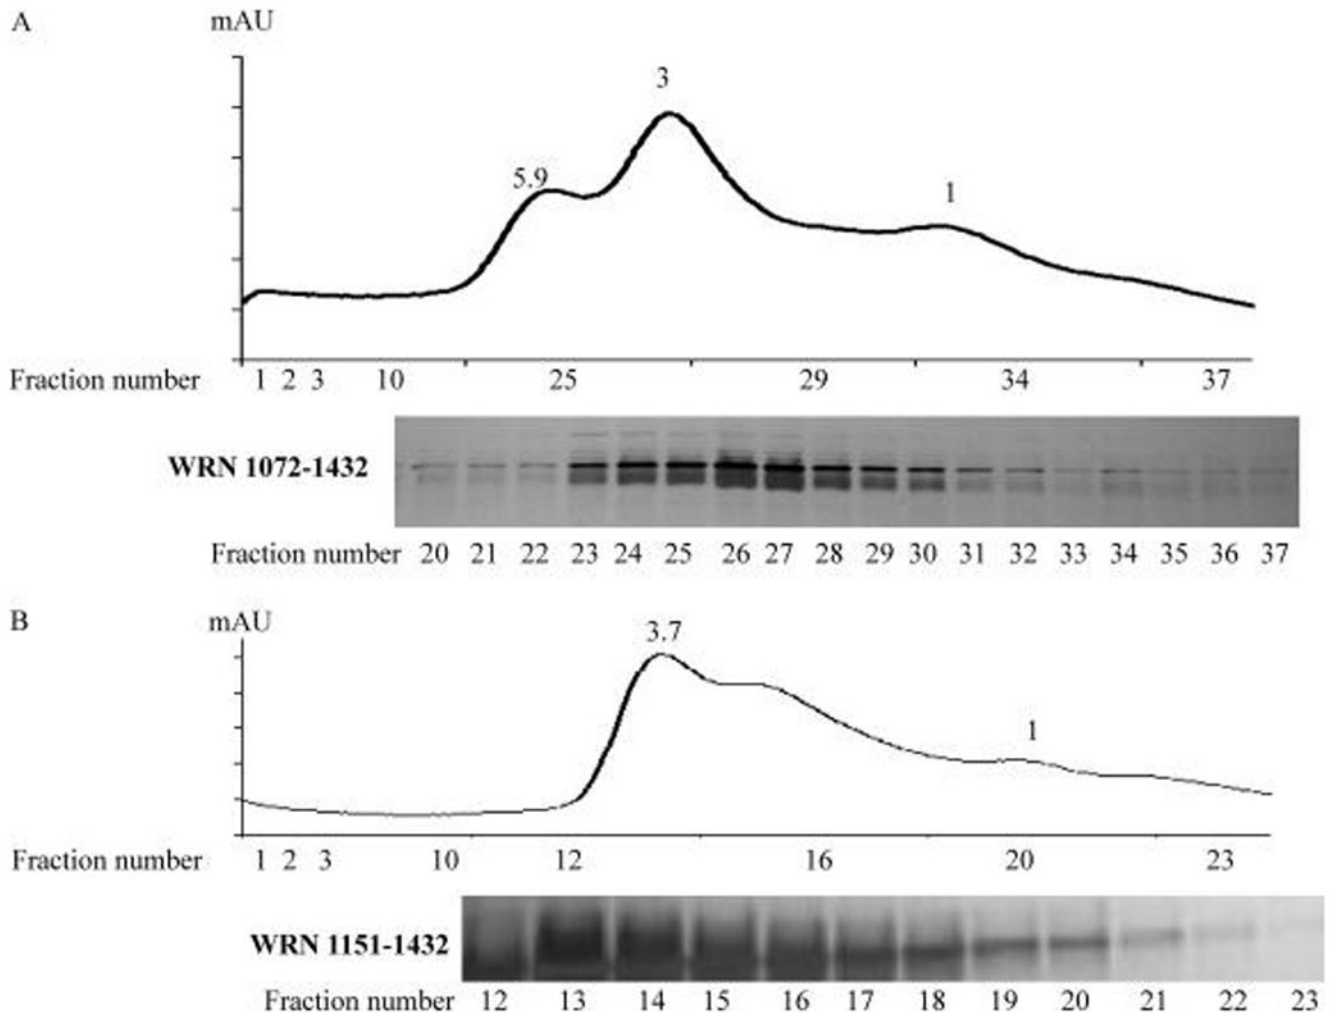 A
mAU
3
5.9
1
Fraction number 1 2 3 10 25 29 34 37
WRN 1072-1432
Fraction number 20 21 22 23 24 25 26 27 28 29 30 31 32 33 34 35 36 37
B
mAU
3.7
1
Fraction number 1 2 3 10 12 16 20 23
WRN 1151-1432
Fraction number 12 13 14 15 16 17 18 19 20 21 22 23